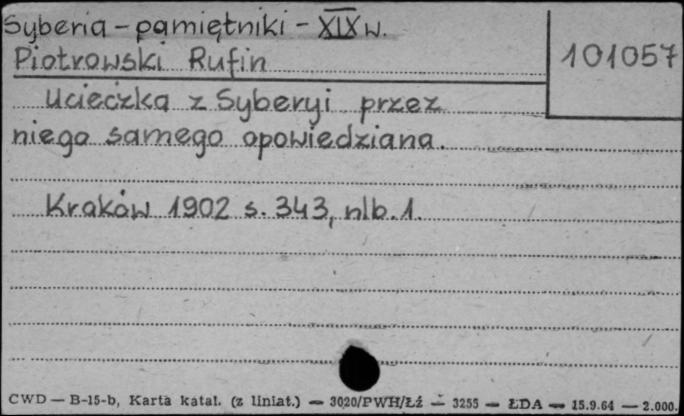 Syberia - pamiętniki - XIX w.
Piotrowski Rufin
101057
Ucieczka z Syberyi przez
niego samego opowiedziana.
Kraków 1902 s. 343, nlb. 1.
CWD — B-15-b, Karta katal. (z liniat.) — 3020/PWH/Łź — 3255 — ŁDA — 15.9.64 — 2.000.